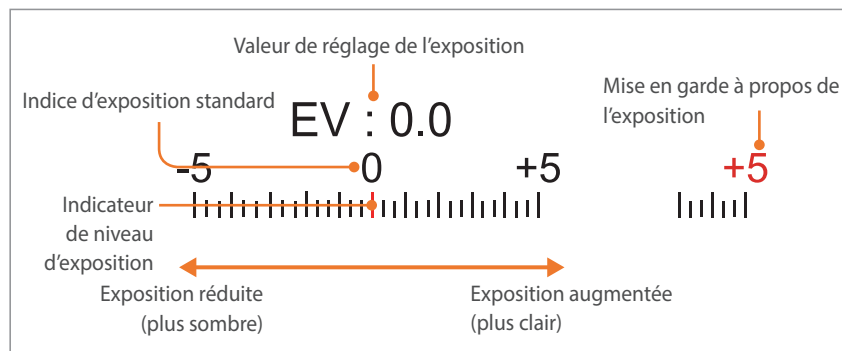 Valeur de réglage de l’exposition
Indice d’exposition standard
Mise en garde à propos de
l’exposition
EV : 0.0
-5 0 +5 +5
Indicateur
de niveau
d’exposition
Exposition réduite
(plus sombre)
Exposition augmentée
(plus clair)